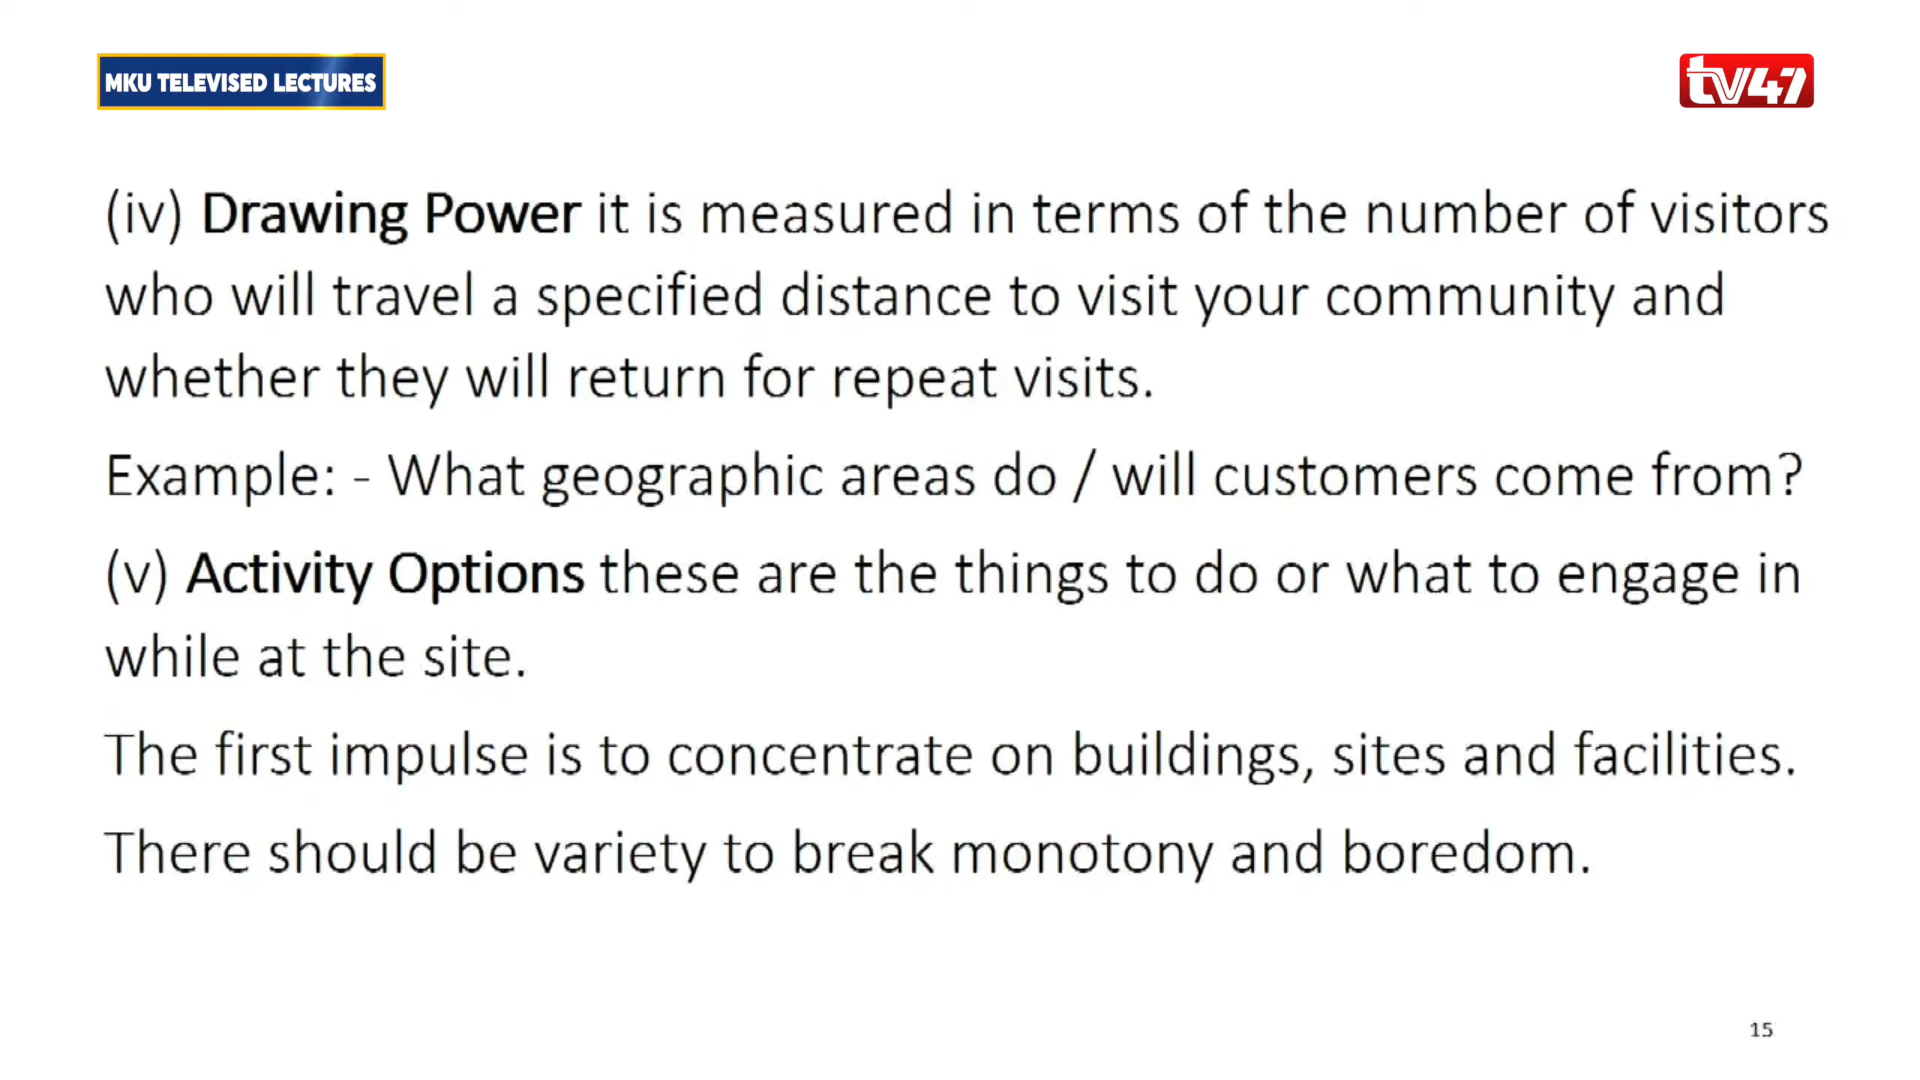 MKU TELEVISED LECTURES
tv47
(iv) Drawing Power it is measured in terms of the number of visitors
who will travel a specified distance to visit your community and
whether they will return for repeat visits.
Example: - What geographic areas do / will customers come from?
(v) Activity Options these are the things to do or what to engage in
while at the site.
The first impulse is to concentrate on buildings, sites and facilities.
There should be variety to break monotony and boredom.
15